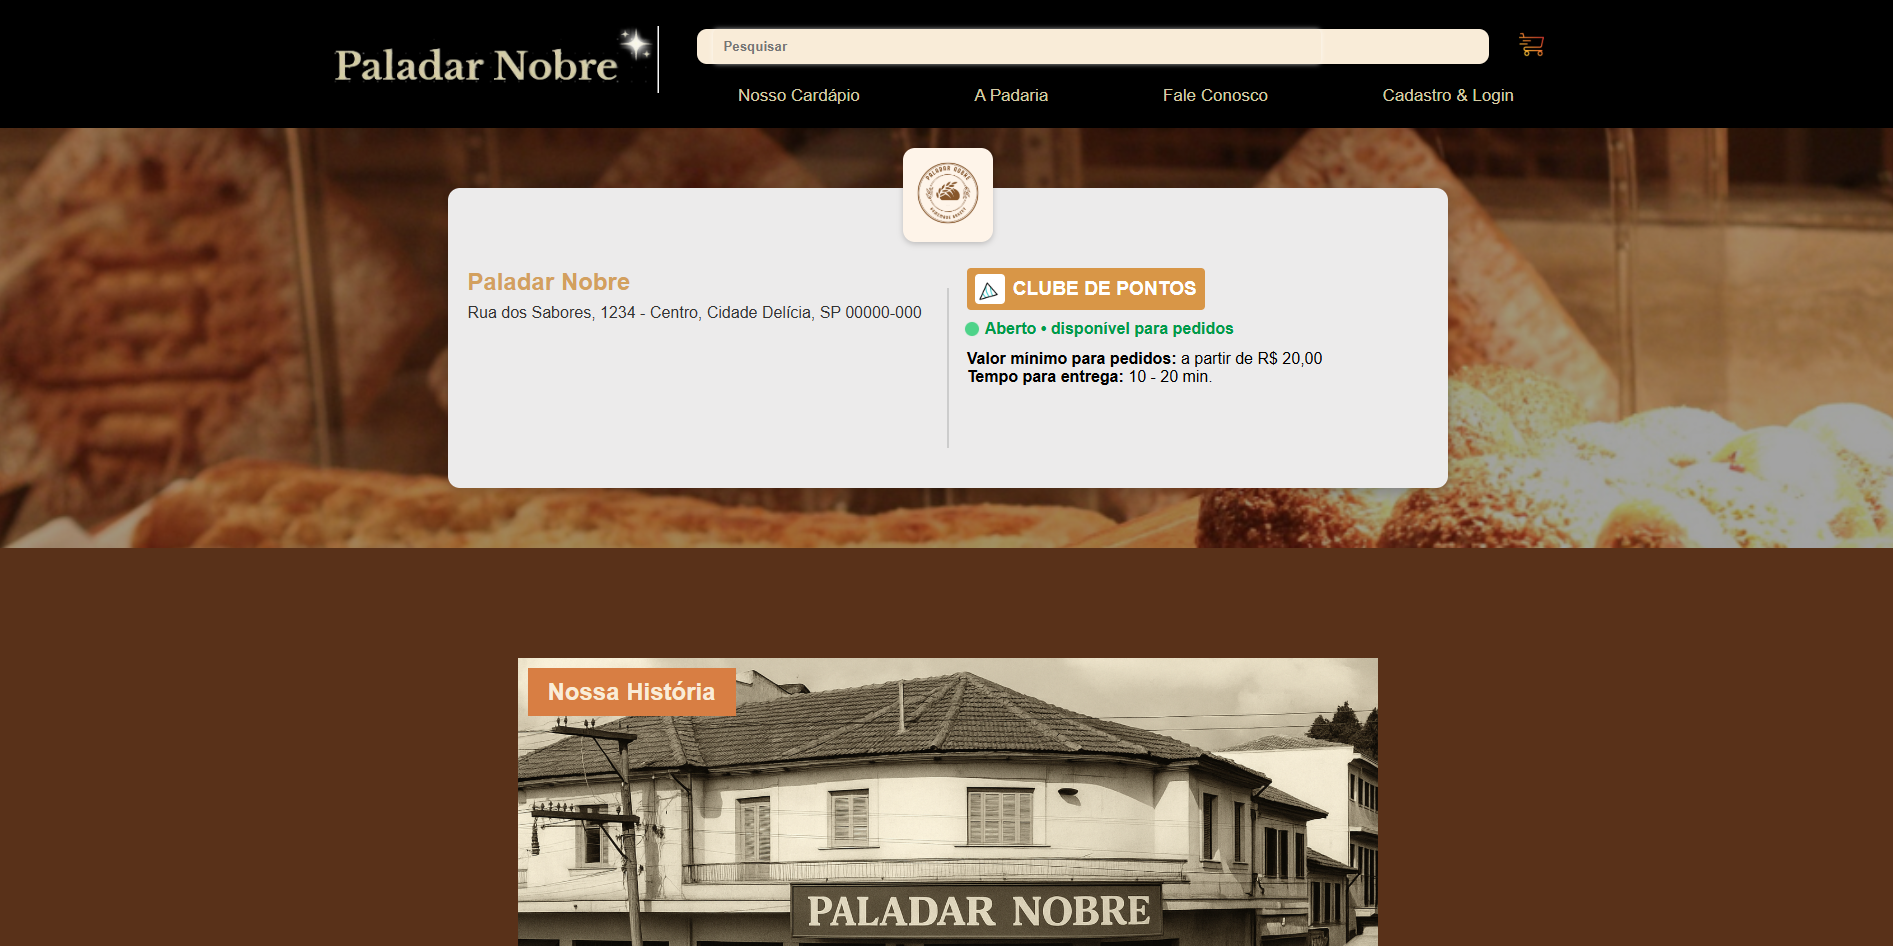 Paladar Nobre
Pesquisar
Nosso Cardápio
A Padaria
Fale Conosco
Cadastro & Login
PALADAR NOBRE
HOMEMADE BAKERY
Paladar Nobre
Rua dos Sabores, 1234 - Centro, Cidade Delícia, SP 00000-000
CLUBE DE PONTOS
Aberto • disponível para pedidos
Valor mínimo para pedidos: a partir de R$ 20,00
Tempo para entrega: 10 - 20 min.
Nossa História
PALADAR NOBRE